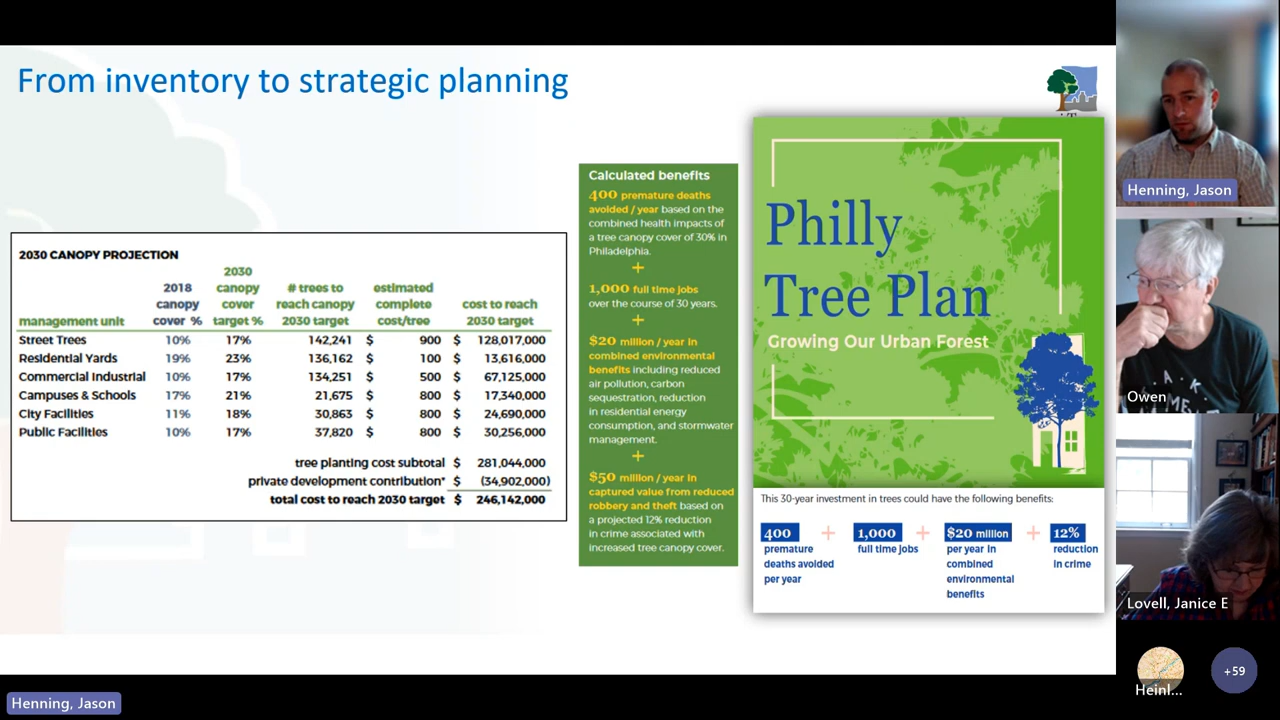 From inventory to strategic planning
2030 CANOPY PROJECTION
management unit 2018 canopy cover % 2030 canopy cover target % # trees to reach canopy 2030 target estimated complete cost/tree cost to reach 2030 target
Street Trees 10% 17% 142,241 $ 900 $ 128,017,000
Residential Yards 19% 23% 136,162 $ 100 $ 13,616,000
Commercial Industrial 10% 17% 134,251 $ 500 $ 67,125,000
Campuses & Schools 17% 21% 21,675 $ 800 $ 17,340,000
City Facilities 11% 18% 30,863 $ 800 $ 24,690,000
Public Facilities 10% 17% 37,820 $ 800 $ 30,256,000
tree planting cost subtotal $ 281,044,000
private development contribution* $ (34,902,000)
total cost to reach 2030 target $ 246,142,000
Calculated benefits
400 premature deaths
avoided / year based on the
combined health impacts of
a tree canopy cover of 30% in
Philadelphia.
+
1,000 full time jobs
over the course of 30 years.
+
$20 million / year in
combined environmental
benefits including reduced
air pollution, carbon
sequestration, reduction
in residential energy
consumption, and stormwater
management.
+
$50 million / year in
captured value from reduced
robbery and theft based on
a projected 12% reduction
in crime associated with
increased tree canopy cover.
Philly
Tree Plan
Growing Our Urban Forest
This 30-year investment in trees could have the following benefits:
400 + 1,000 + $20 million + 12%
premature deaths avoided per year
full time jobs
per year in combined environmental benefits
reduction in crime
Henning, Jason
Owen
Lovell, Janice E
Heinl...
+59
Henning, Jason